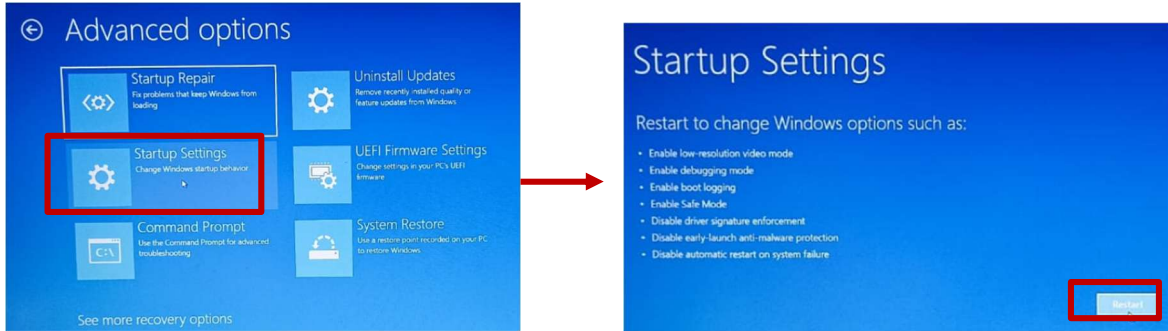 Advanced options
Startup Repair
Fix problems that keep Windows from
loading
Uninstall Updates
Remove recently installed quality or
feature updates from Windows
Startup Settings
Change Windows startup behavior
UEFI Firmware Settings
Change settings in your PC's UEFI
firmware
Command Prompt
Use the Command Prompt for advanced
troubleshooting
C:\
System Restore
Use a restore point recorded on your PC
to restore Windows
See more recovery options
Startup Settings
Restart to change Windows options such as:
• Enable low-resolution video mode
• Enable debugging mode
• Enable boot logging
• Enable Safe Mode
• Disable driver signature enforcement
• Disable early-launch anti-malware protection
• Disable automatic restart on system failure
Restart